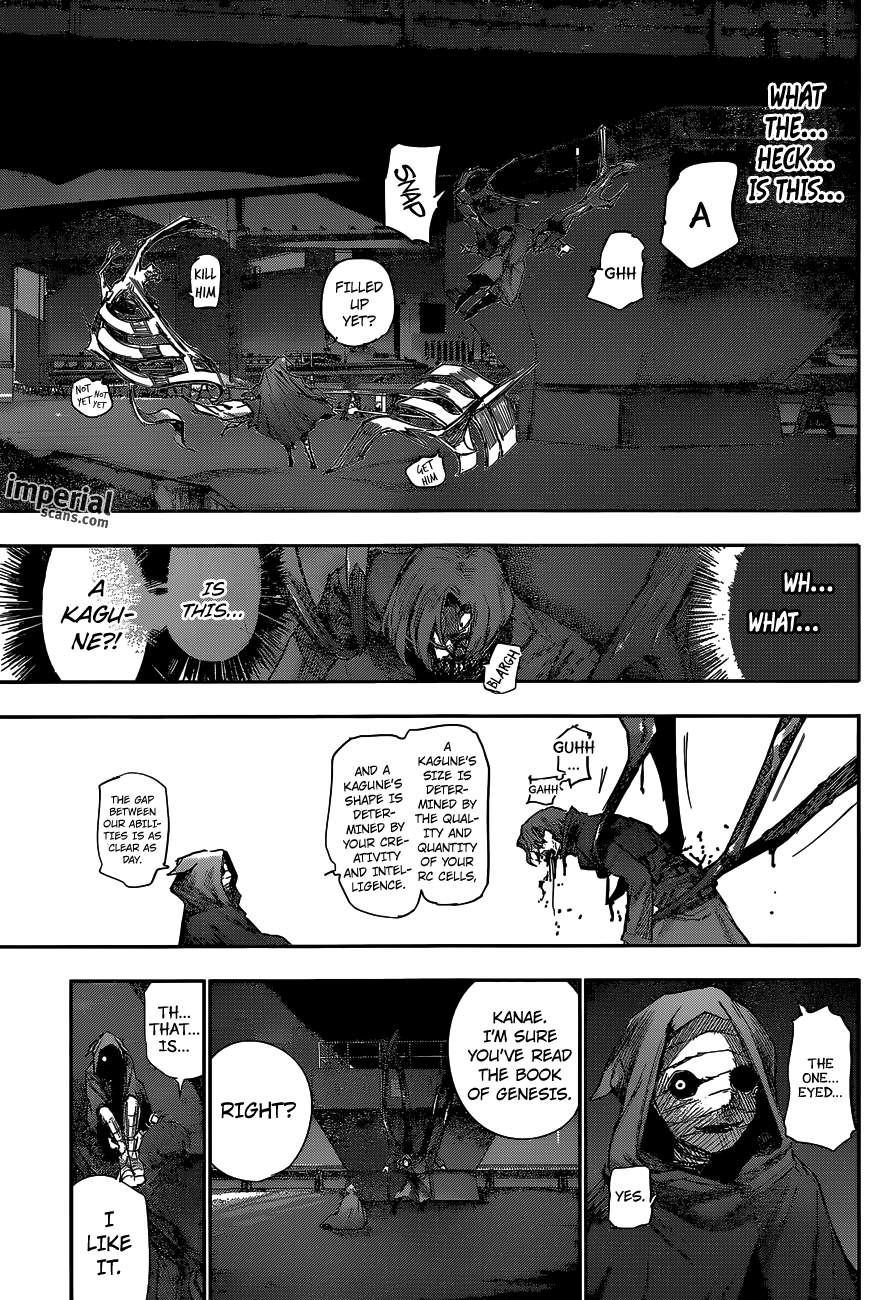 WHAT
THE...
HECK...
IS THIS...
A
GHH
SNAP
FILLED
UP
YET?
KILL
HIM
NOT
YET
NOT
YET
GET
HIM
imperial
scans.com
WH...
WHAT...
BLARGH
IS
THIS...
A
KAGU-
NE?!
GUHH
...
GAHH
A
KAGUNE'S
SIZE IS
DETER-
MINED BY
THE QUAL-
ITY AND
QUANTITY
OF YOUR
RC CELLS,
AND A
KAGUNE'S
SHAPE IS
DETER-
MINED BY
YOUR CRE-
ATIVITY
AND INTEL-
LIGENCE.
THE GAP
BETWEEN
OUR ABILI-
TIES IS AS
CLEAR AS
DAY.
THE
ONE...
EYED...
YES.
KANAE.
I'M SURE
YOU'VE READ
THE BOOK
OF GENESIS.
RIGHT?
TH...
THAT...
IS...
I
LIKE
IT.